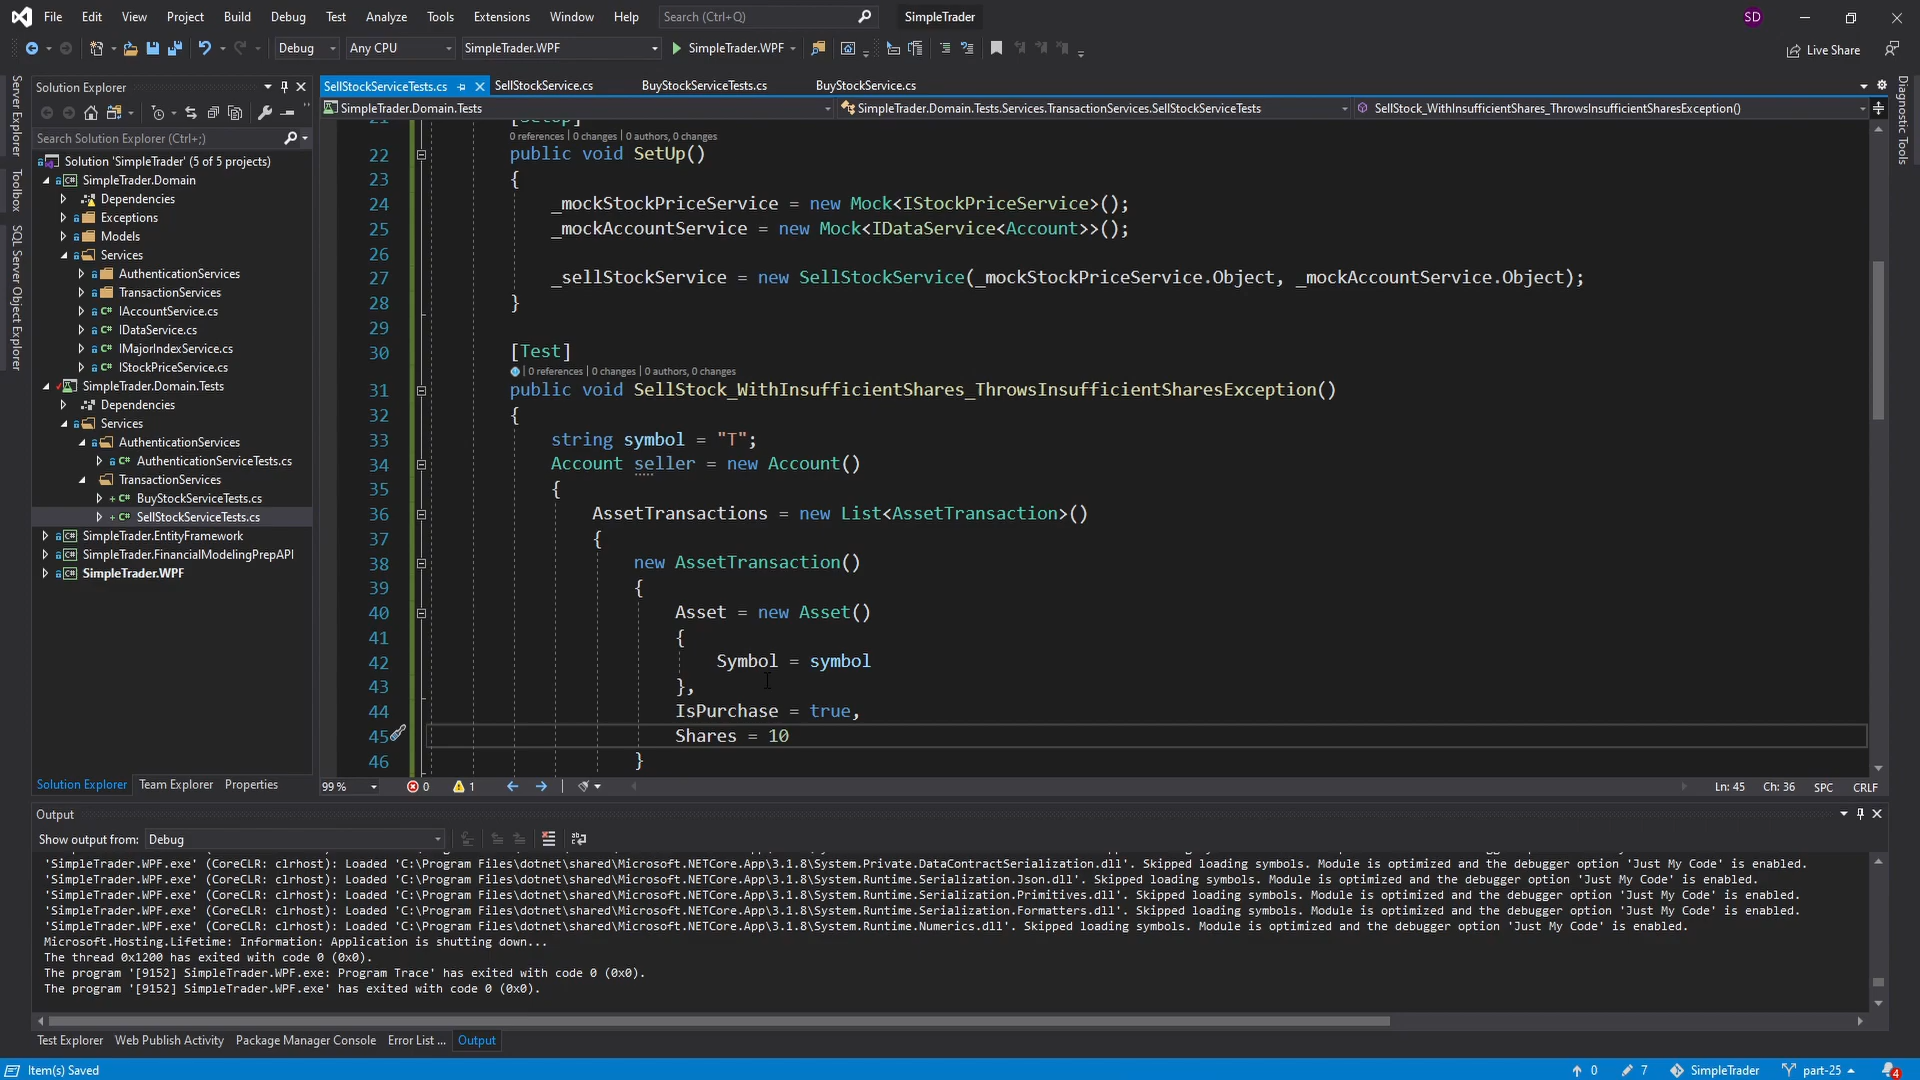 File Edit View Project Build Debug Test Analyze Tools Extensions Window Help Search (Ctrl+Q) SimpleTrader SD
Debug Any CPU SimpleTrader.WPF SimpleTrader.WPF Live Share
Server Explorer
Toolbox
SQL Server Object Explorer
Solution Explorer
Search Solution Explorer (Ctrl+;)
Solution 'SimpleTrader' (5 of 5 projects)
SimpleTrader.Domain
Dependencies
Exceptions
Models
Services
AuthenticationServices
TransactionServices
IAccountService.cs
IDataService.cs
IMajorIndexService.cs
IStockPriceService.cs
SimpleTrader.Domain.Tests
Dependencies
Services
AuthenticationServices
AuthenticationServiceTests.cs
TransactionServices
BuyStockServiceTests.cs
SellStockServiceTests.cs
SimpleTrader.EntityFramework
SimpleTrader.FinancialModelingPrepAPI
SimpleTrader.WPF
Solution Explorer Team Explorer Properties
SellStockServiceTests.cs SellStockService.cs BuyStockServiceTests.cs BuyStockService.cs
SimpleTrader.Domain.Tests SimpleTrader.Domain.Tests.Services.TransactionServices.SellStockServiceTests SellStock_WithInsufficientShares_ThrowsInsufficientSharesException()
21 [SetUp]
0 references | 0 changes | 0 authors, 0 changes
22 public void SetUp()
23 {
24 _mockStockPriceService = new Mock<IStockPriceService>();
25 _mockAccountService = new Mock<IDataService<Account>>();
26
27 _sellStockService = new SellStockService(_mockStockPriceService.Object, _mockAccountService.Object);
28 }
29
30 [Test]
0 references | 0 changes | 0 authors, 0 changes
31 public void SellStock_WithInsufficientShares_ThrowsInsufficientSharesException()
32 {
33 string symbol = "T";
34 Account seller = new Account()
35 {
36 AssetTransactions = new List<AssetTransaction>()
37 {
38 new AssetTransaction()
39 {
40 Asset = new Asset()
41 {
42 Symbol = symbol
43 },
44 IsPurchase = true,
45 Shares = 10
46 }
99 % 0 1 Ln: 45 Ch: 36 SPC CRLF
Diagnostic Tools
Output
Show output from: Debug
'SimpleTrader.WPF.exe' (CoreCLR: clrhost): Loaded 'C:\Program Files\dotnet\shared\Microsoft.NETCore.App\3.1.8\System.Private.DataContractSerialization.dll'. Skipped loading symbols. Module is optimized and the debugger option 'Just My Code' is enabled.
'SimpleTrader.WPF.exe' (CoreCLR: clrhost): Loaded 'C:\Program Files\dotnet\shared\Microsoft.NETCore.App\3.1.8\System.Runtime.Serialization.Json.dll'. Skipped loading symbols. Module is optimized and the debugger option 'Just My Code' is enabled.
'SimpleTrader.WPF.exe' (CoreCLR: clrhost): Loaded 'C:\Program Files\dotnet\shared\Microsoft.NETCore.App\3.1.8\System.Runtime.Serialization.Primitives.dll'. Skipped loading symbols. Module is optimized and the debugger option 'Just My Code' is enabled.
'SimpleTrader.WPF.exe' (CoreCLR: clrhost): Loaded 'C:\Program Files\dotnet\shared\Microsoft.NETCore.App\3.1.8\System.Runtime.Serialization.Formatters.dll'. Skipped loading symbols. Module is optimized and the debugger option 'Just My Code' is enabled.
'SimpleTrader.WPF.exe' (CoreCLR: clrhost): Loaded 'C:\Program Files\dotnet\shared\Microsoft.NETCore.App\3.1.8\System.Runtime.Numerics.dll'. Skipped loading symbols. Module is optimized and the debugger option 'Just My Code' is enabled.
Microsoft.Hosting.Lifetime: Information: Application is shutting down...
The thread 0x1200 has exited with code 0 (0x0).
The program '[9152] SimpleTrader.WPF.exe: Program Trace' has exited with code 0 (0x0).
The program '[9152] SimpleTrader.WPF.exe' has exited with code 0 (0x0).
Test Explorer Web Publish Activity Package Manager Console Error List ... Output
Item(s) Saved 0 7 SimpleTrader part-25 4